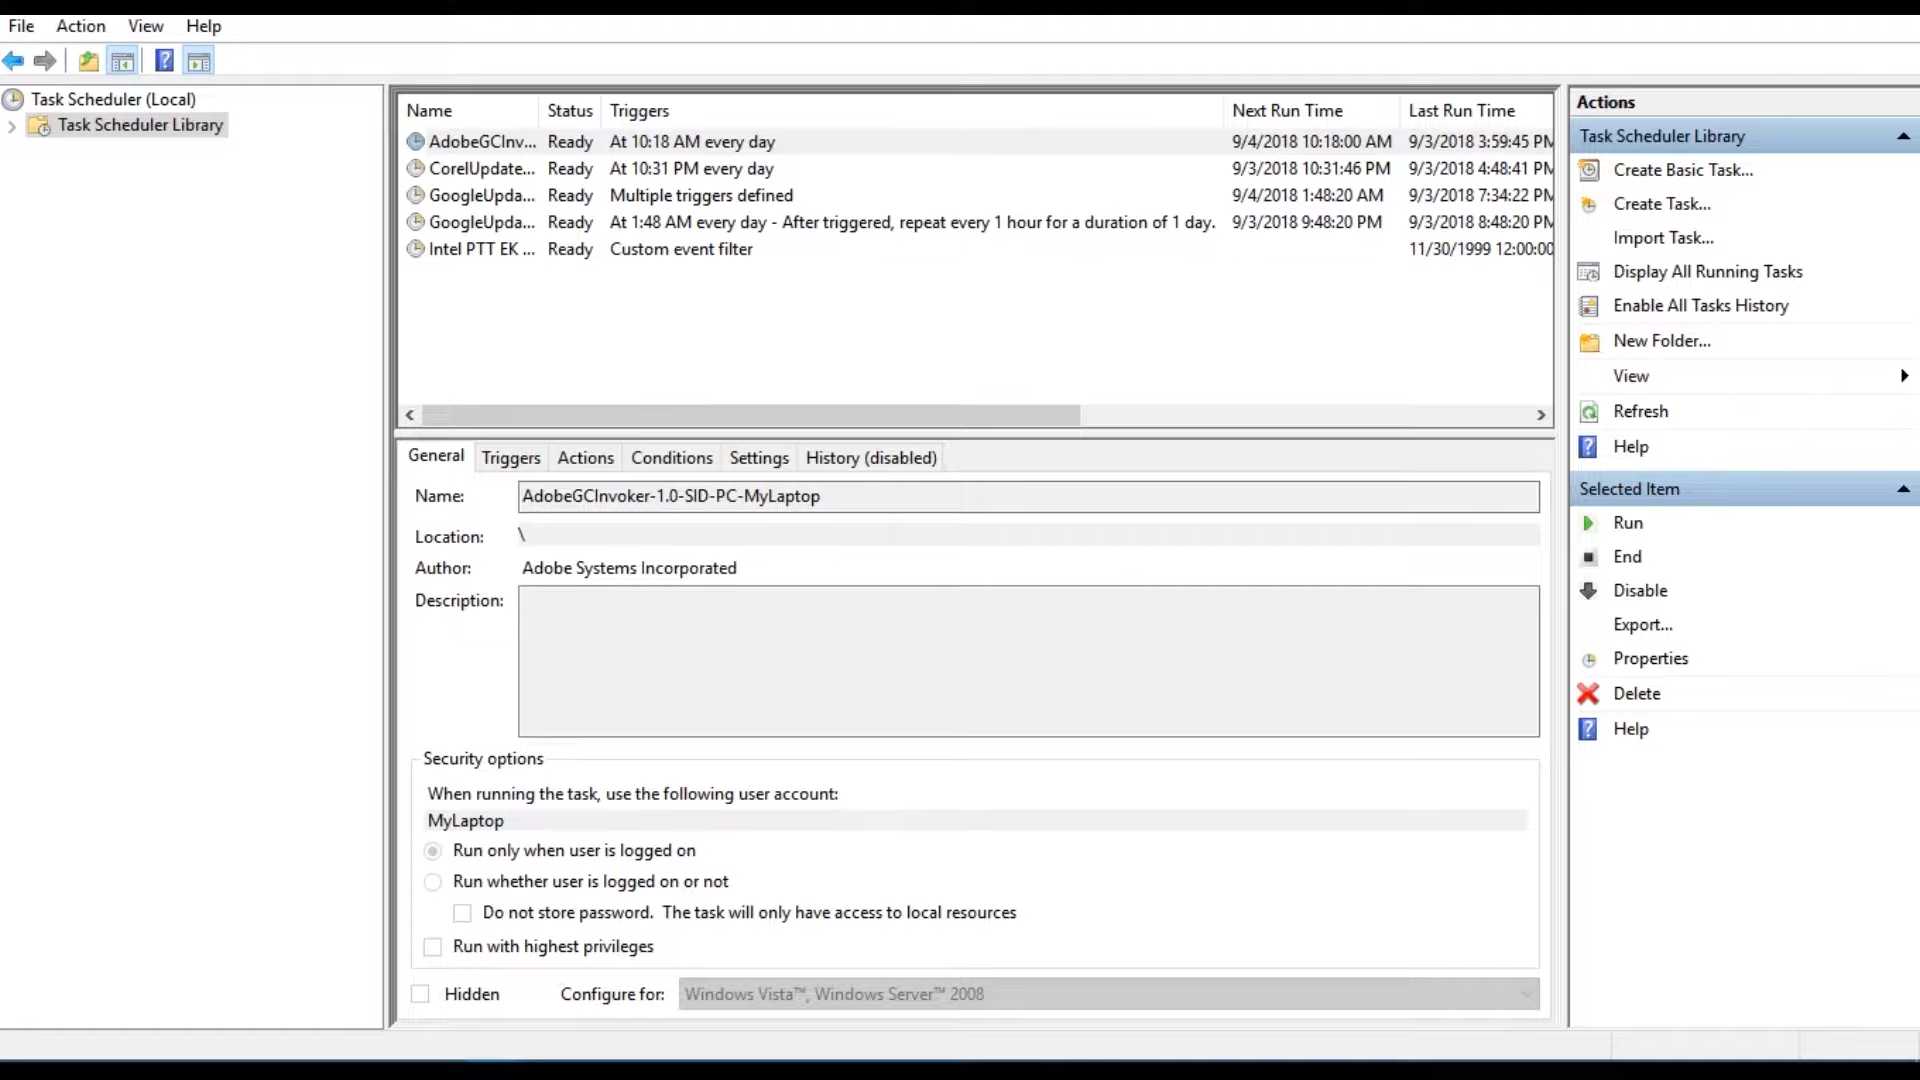 File Action View Help
Task Scheduler (Local)
Task Scheduler Library
Name Status Triggers Next Run Time Last Run Time
AdobeGCInv... Ready At 10:18 AM every day 9/4/2018 10:18:00 AM 9/3/2018 3:59:45 PM
CorelUpdate... Ready At 10:31 PM every day 9/3/2018 10:31:46 PM 9/3/2018 4:48:41 PM
GoogleUpda... Ready Multiple triggers defined 9/4/2018 1:48:20 AM 9/3/2018 7:34:22 PM
GoogleUpda... Ready At 1:48 AM every day - After triggered, repeat every 1 hour for a duration of 1 day. 9/3/2018 9:48:20 PM 9/3/2018 8:48:20 PM
Intel PTT EK ... Ready Custom event filter 11/30/1999 12:00:00
General Triggers Actions Conditions Settings History (disabled)
Name: AdobeGCInvoker-1.0-SID-PC-MyLaptop
Location: \
Author: Adobe Systems Incorporated
Description:
Security options
When running the task, use the following user account:
MyLaptop
Run only when user is logged on
Run whether user is logged on or not
Do not store password. The task will only have access to local resources
Run with highest privileges
Hidden Configure for: Windows Vista™, Windows Server™ 2008
Actions
Task Scheduler Library
Create Basic Task...
Create Task...
Import Task...
Display All Running Tasks
Enable All Tasks History
New Folder...
View
Refresh
Help
Selected Item
Run
End
Disable
Export...
Properties
Delete
Help